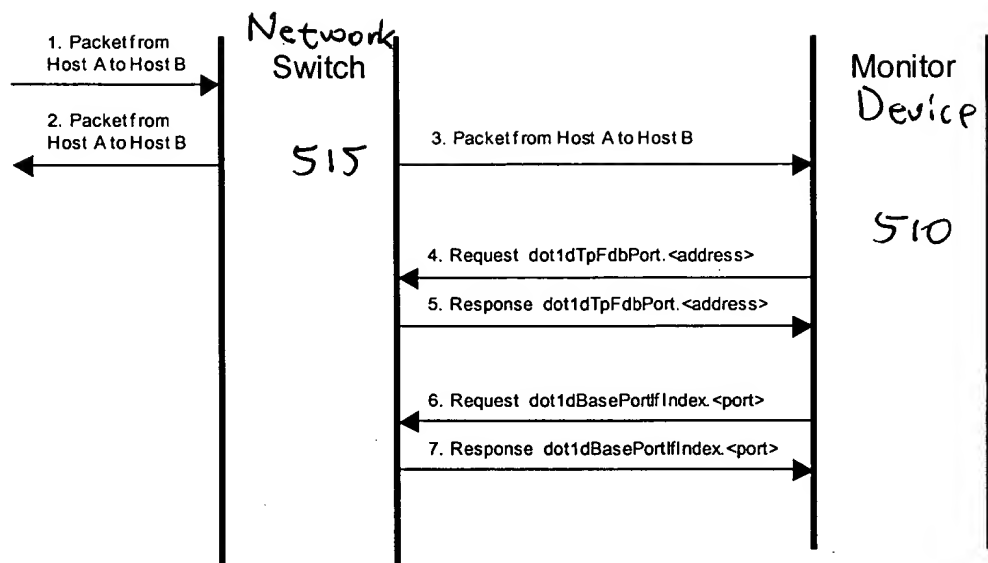 1. Packet from
Host A to Host B
2. Packet from
Host A to Host B
Network
Switch
515
3. Packet from Host A to Host B
4. Request dot1dTpFdbPort.<address>
5. Response dot1dTpFdbPort.<address>
6. Request dot1dBasePortIfIndex.<port>
7. Response dot1dBasePortIfIndex.<port>
Monitor
Device
510